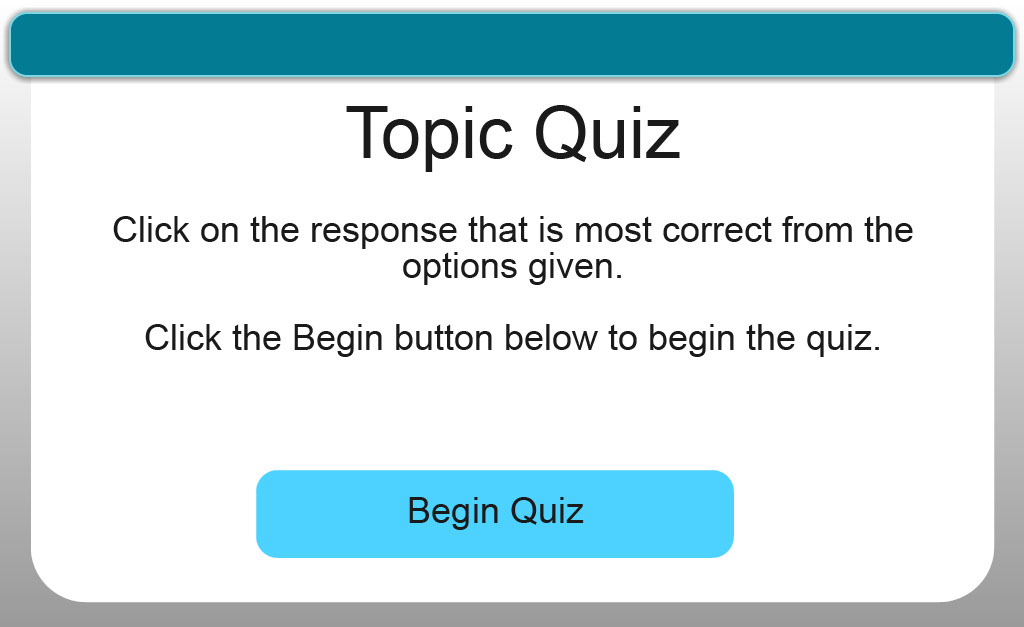 Topic Quiz
Click on the response that is most correct from the
options given.
Click the Begin button below to begin the quiz.
Begin Quiz